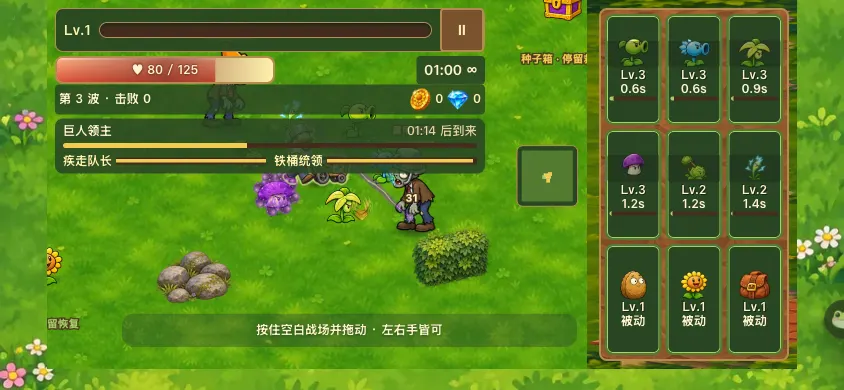 Lv.1
II
♥ 80 / 125
01:00 ∞
第 3 波 · 击败 0
0
0
巨人领主
01:14 后到来
疾走队长
铁桶统领
种子箱 · 停留
31
留恢复
按住空白战场并拖动 · 左右手皆可
Lv.3
0.6s
Lv.3
0.6s
Lv.3
0.9s
Lv.3
1.2s
Lv.2
1.2s
Lv.2
1.4s
Lv.1
被动
Lv.1
被动
Lv.1
被动